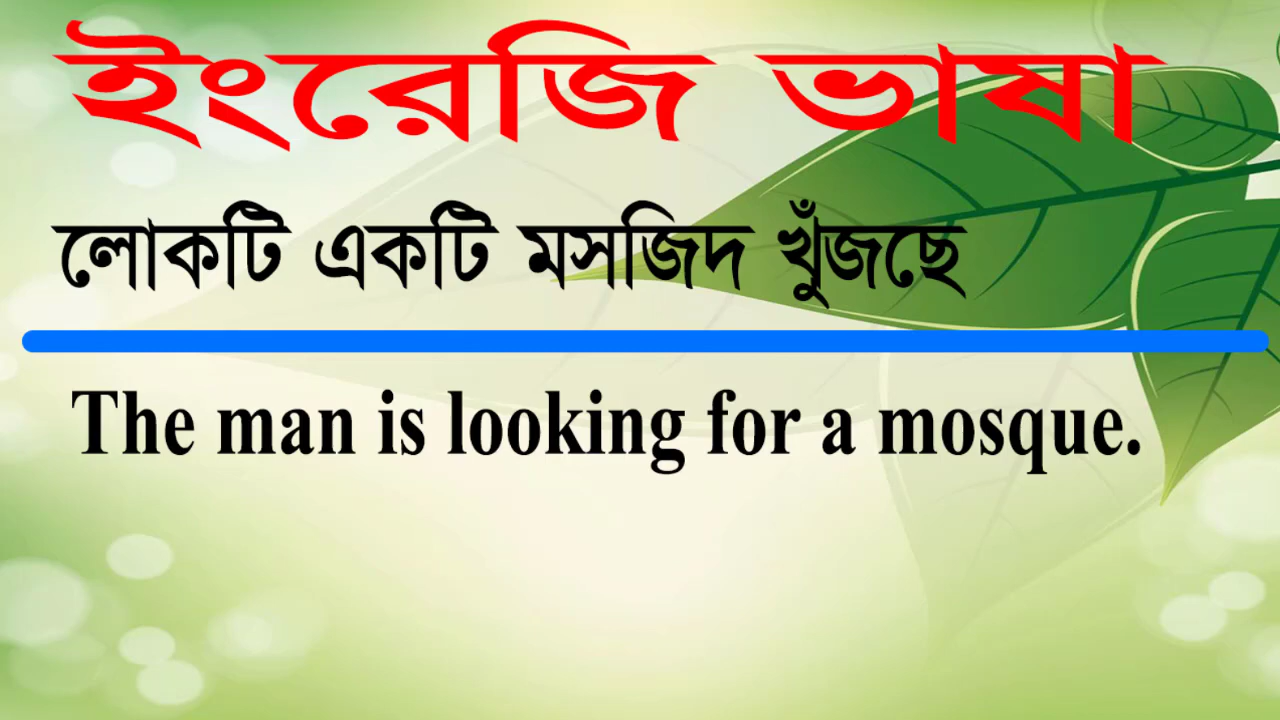 ইংরেজি ভাষা
লোকটি একটি মসজিদ খুঁজছে
The man is looking for a mosque.